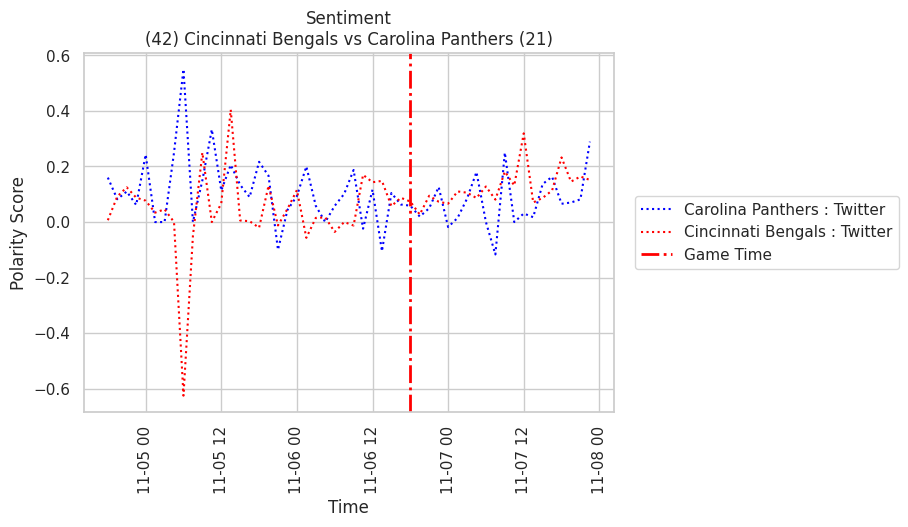 Sentiment
(42) Cincinnati Bengals vs Carolina Panthers (21)
0.6
0.4
0.2
0.0
−0.2
−0.4
−0.6
Polarity Score
11-05 00
11-05 12
11-06 00
11-06 12
11-07 00
11-07 12
11-08 00
Time
Carolina Panthers : Twitter
Cincinnati Bengals : Twitter
Game Time